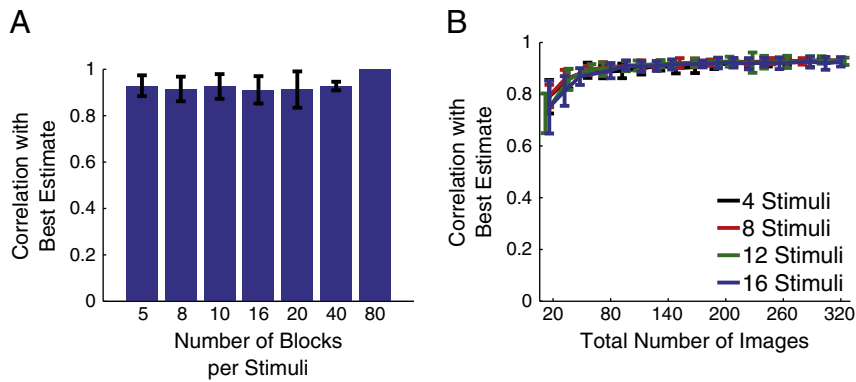 A
Correlation with
Best Estimate
1
0.8
0.6
0.4
0.2
0
5 8 10 16 20 40 80
Number of Blocks
per Stimuli
B
Correlation with
Best Estimate
1
0.8
0.6
0.4
0.2
0
4 Stimuli
8 Stimuli
12 Stimuli
16 Stimuli
20 80 140 200 260 320
Total Number of Images